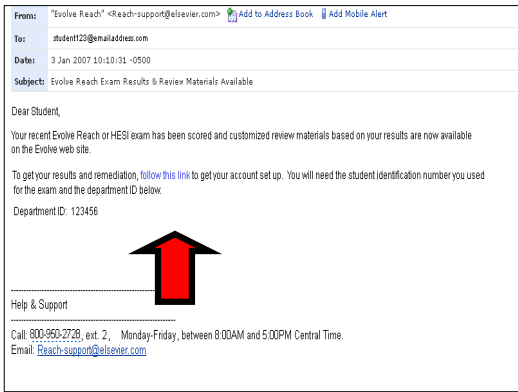 From: "Evolve Reach" <Reach-support@elsevier.com> Add to Address Book Add Mobile Alert
To: student123@emailaddress.com
Date: 3 Jan 2007 10:10:31 -0500
Subject: Evolve Reach Exam Results & Review Materials Available
Dear Student,
Your recent Evolve Reach or HESI exam has been scored and customized review materials based on your results are now available
on the Evolve web site.
To get your results and remediation, follow this link to get your account set up. You will need the student identification number you used
for the exam and the department ID below:
Department ID: 123456
Help & Support
Call: 800-950-2728, ext. 2, Monday-Friday, between 8:00AM and 5:00PM Central Time.
Email: Reach-support@elsevier.com